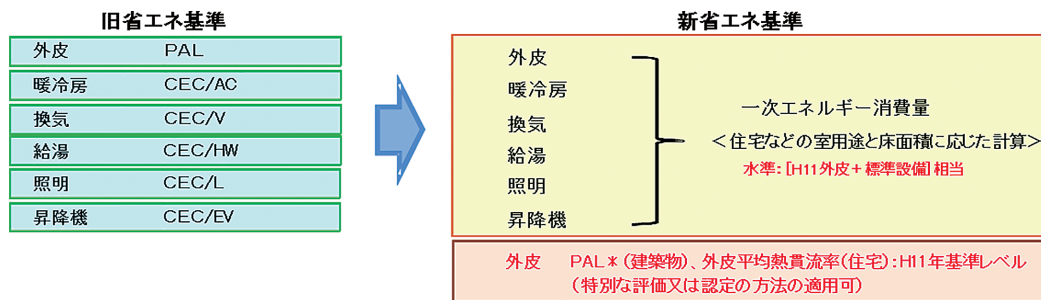 旧省エネ基準
外皮 PAL
暖冷房 CEC/AC
換気 CEC/V
給湯 CEC/HW
照明 CEC/L
昇降機 CEC/EV
新省エネ基準
外皮
暖冷房
換気
給湯
照明
昇降機
一次エネルギー消費量
＜住宅などの室用途と床面積に応じた計算＞
水準：[H11外皮＋標準設備]相当
外皮 PAL＊(建築物)、外皮平均熱貫流率(住宅)：H11年基準レベル
(特別な評価又は認定の方法の適用可)